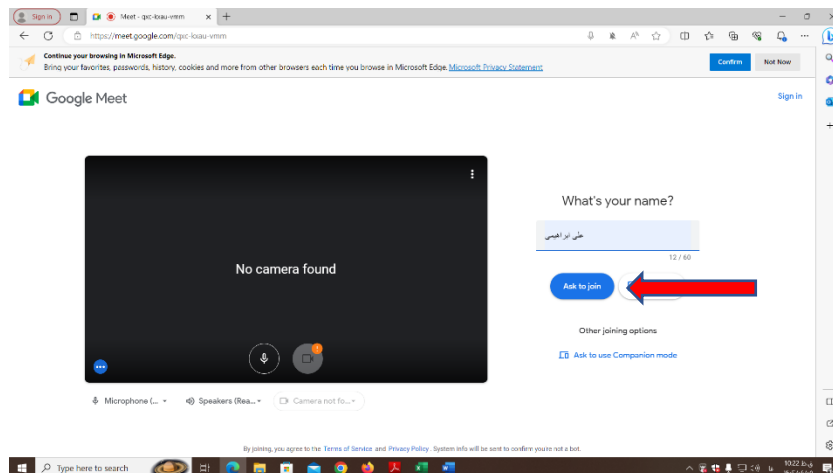 Sign in
Meet - qxc-kxau-vmm
https://meet.google.com/qxc-kxau-vmm
Continue your browsing in Microsoft Edge.
Bring your favorites, passwords, history, cookies and more from other browsers each time you browse in Microsoft Edge. Microsoft Privacy Statement
Confirm
Not Now
Google Meet
Sign in
What's your name?
علی ابراهیمی
12 / 60
No camera found
Ask to join
Other joining options
Ask to use Companion mode
Microphone (...
Speakers (Rea...
Camera not fo...
By joining, you agree to the Terms of Service and Privacy Policy. System info will be sent to confirm you're not a bot.
Type here to search
10:22